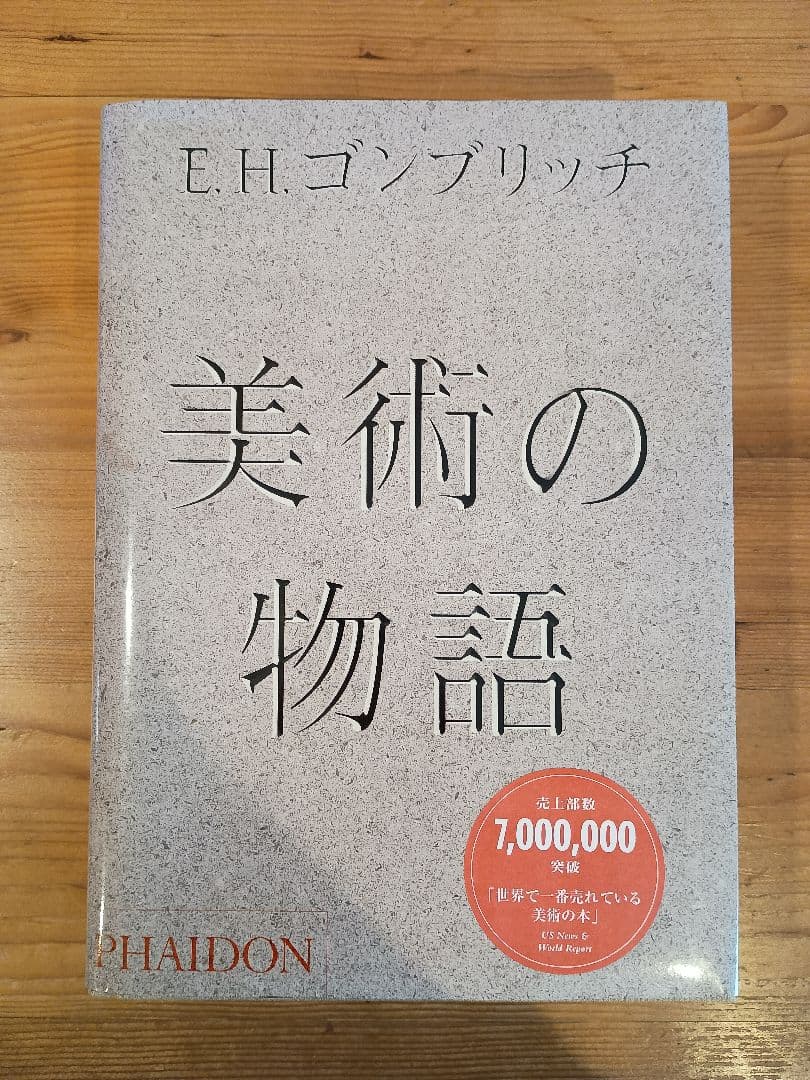 E.H.ゴンブリッチ
美術の
物語
売上部数
7,000,000
突破
「世界で一番売れている
美術の本」
US News &
World Report
PHAIDON